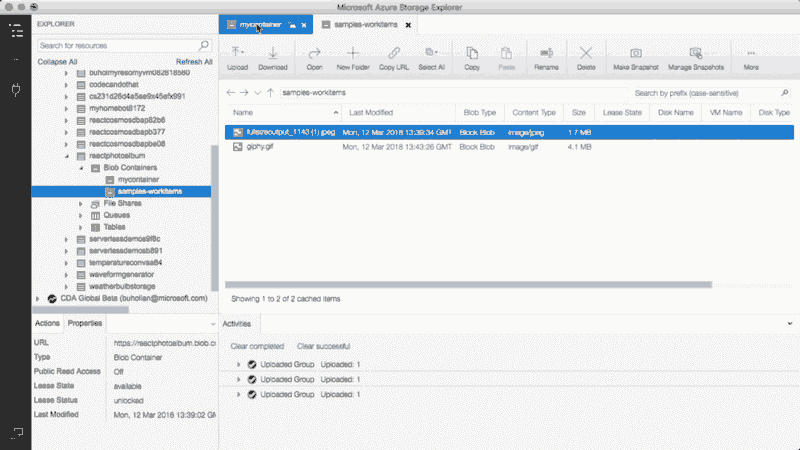 Microsoft Azure Storage Explorer
EXPLORER
mycontainer
samples-workitems
Search for resources
Collapse All
Refresh All
codecandthat
cs231d26d4a5ae9x45efx991
myhomebot8172
reactcosmosdbap82b6
reactcosmosdbapb377
reactcosmosdbapbe08
reactphotoalbum
Blob Containers
mycontainer
samples-workitems
File Shares
Queues
Tables
serverlessdemos9f8c
serverlessdemosb891
temperatureconvaa84
waveformgenerator
weatherbulbstorage
CDA Global Beta (buhollan@microsoft.com)
Upload
Download
Open
New Folder
Copy URL
Select All
Copy
Paste
Rename
Delete
Make Snapshot
Manage Snapshots
More
samples-workitems
Search by prefix (case-sensitive)
Name Last Modified Blob Type Content Type Size Lease State Disk Name VM Name Disk Type
fullsizeoutput_1143 (1).jpeg Mon, 12 Mar 2018 13:39:34 GMT Block Blob image/jpeg 1.7 MB
giphy.gif Mon, 12 Mar 2018 13:43:26 GMT Block Blob image/gif 4.1 MB
Showing 1 to 2 of 2 cached items
Actions Properties
URL https://reactphotoalbum.blob.c
Type Blob Container
Public Read Access Off
Lease State available
Lease Status unlocked
Last Modified Mon, 12 Mar 2018 13:39:02 GM
Activities
Clear completed Clear successful
Uploaded Group Uploaded: 1
Uploaded Group Uploaded: 1
Uploaded Group Uploaded: 1